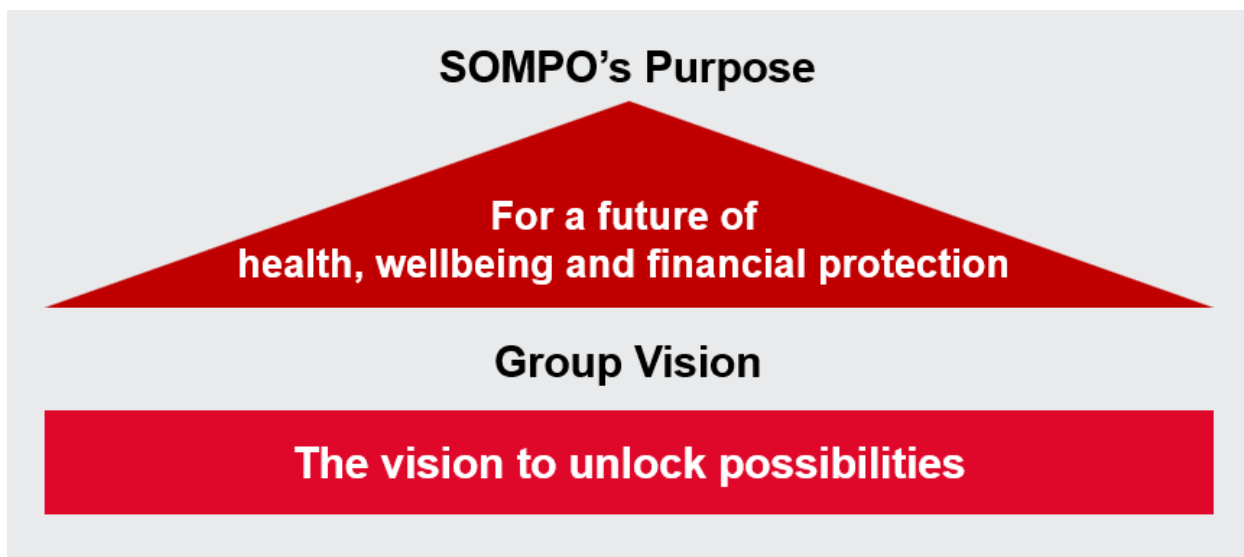 SOMPO’s Purpose
For a future of
health, wellbeing and financial protection
Group Vision
The vision to unlock possibilities